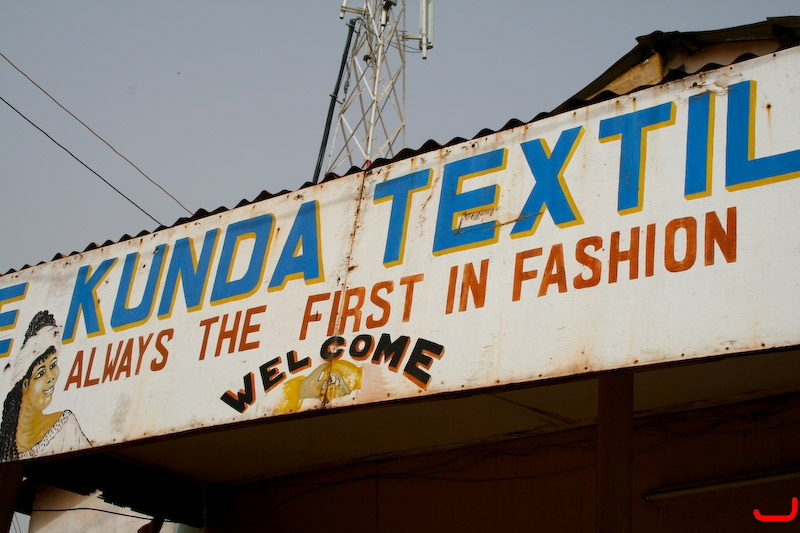 E KUNDA TEXTIL
ALWAYS THE FIRST IN FASHION
WELCOME